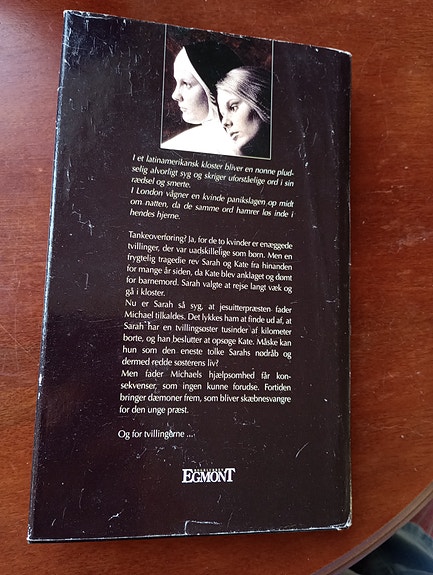 I et latinamerikansk kloster bliver en nonne plud-
selig alvorligt syg og skriger uforståelige ord i sin
rædsel og smerte.
I London vågner en kvinde panikslagen op midt
om natten, da de samme ord hamrer løs inde i
hendes hjerne.
Tankeoverføring? Ja, for de to kvinder er enæggede
tvillinger, der var uadskillelige som børn. Men en
frygtelig tragedie rev Sarah og Kate fra hinanden
for mange år siden, da Kate blev anklaget og dømt
for barnemord. Sarah valgte at rejse langt væk og
gå i kloster.
Nu er Sarah så syg, at jesuitterpræsten fader
Michael tilkaldes. Det lykkes ham at finde ud af, at
Sarah har en tvillingsøster tusinder af kilometer
borte, og han beslutter at opsøge Kate. Måske kan
hun som den eneste tolke Sarahs nødråb og
dermed redde søsterens liv?
Men fader Michaels hjælpsomhed får kon-
sekvenser, som ingen kunne forudse. Fortiden
bringer dæmoner frem, som bliver skæbnesvangre
for den unge præst.
Og for tvillingerne ...
EGMONT